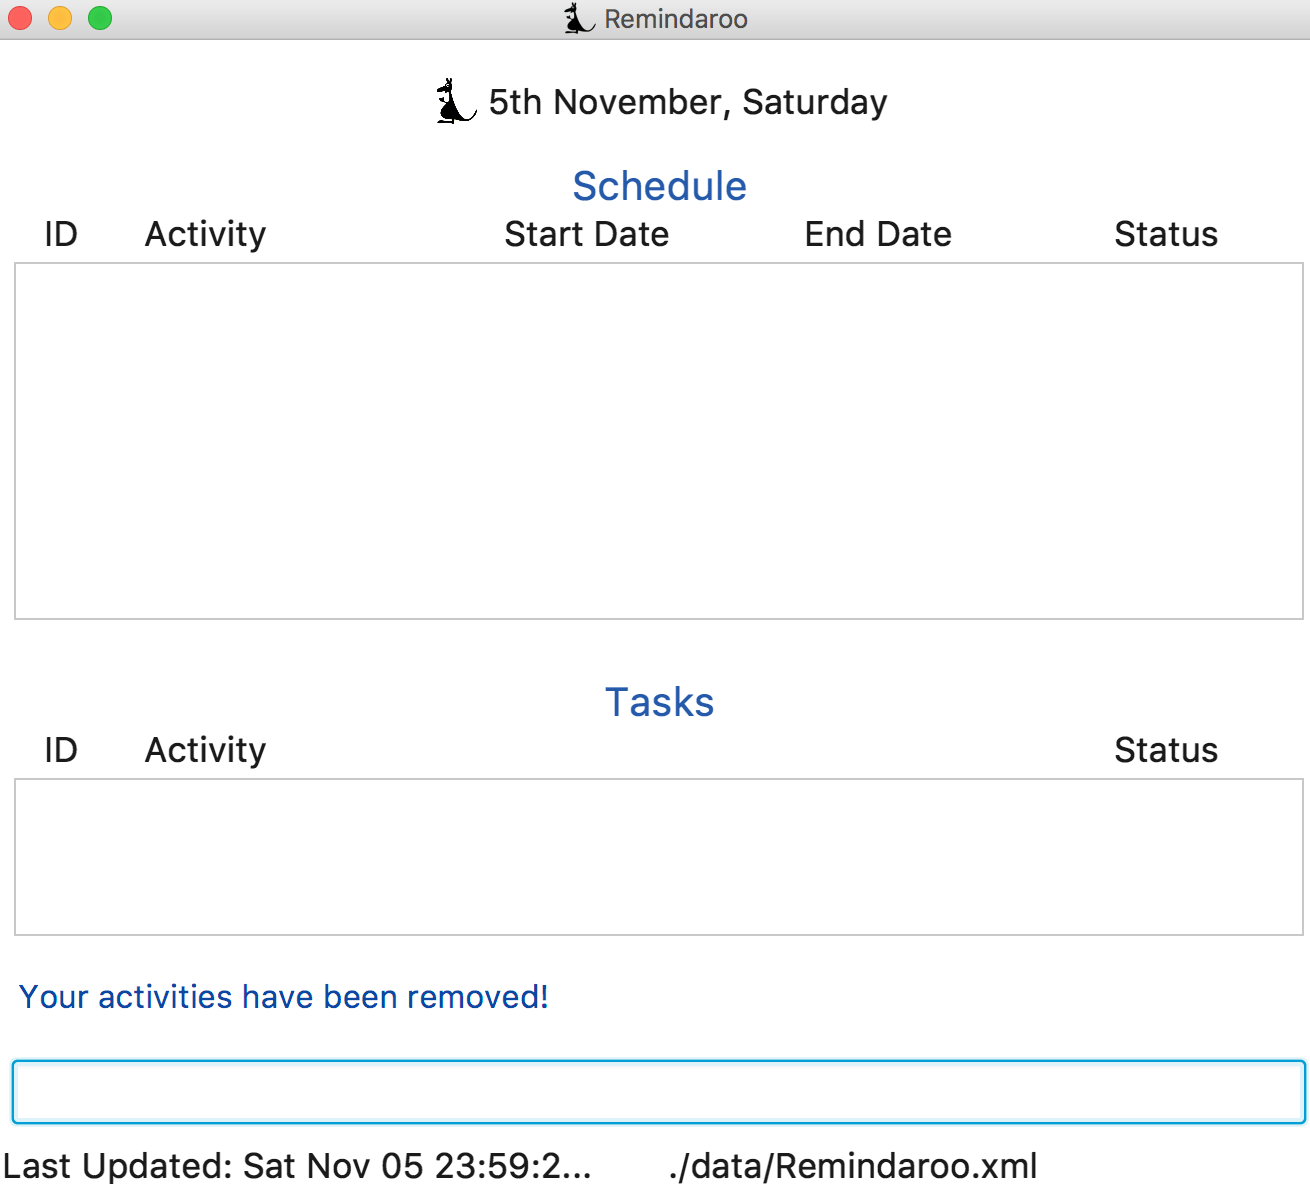 Remindaroo
5th November, Saturday
Schedule
ID Activity Start Date End Date Status
Tasks
ID Activity Status
Your activities have been removed!
Last Updated: Sat Nov 05 23:59:2... ./data/Remindaroo.xml